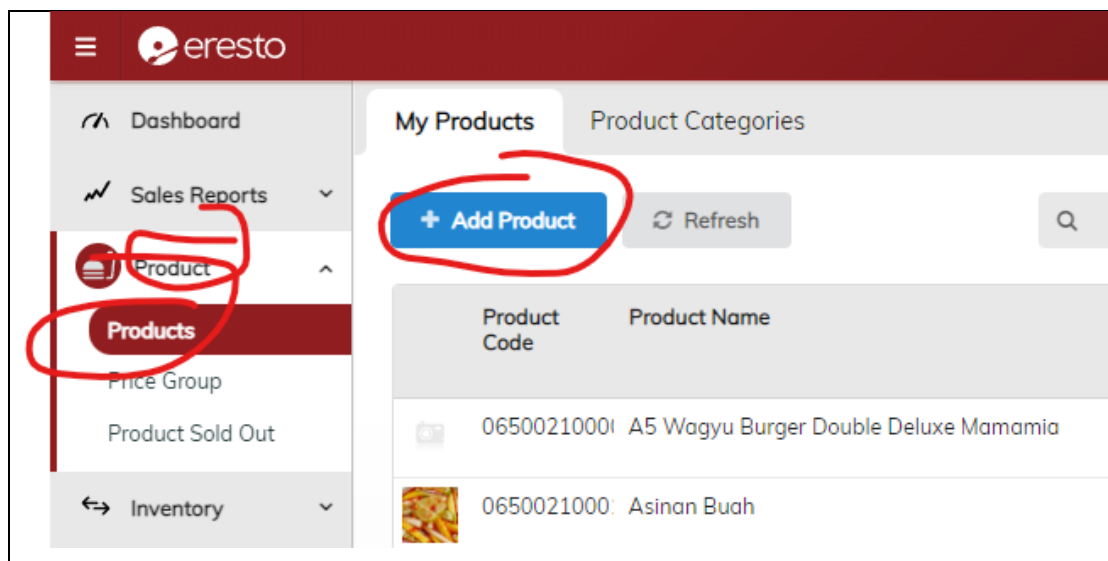 eresto
Dashboard
Sales Reports
Product
Products
Price Group
Product Sold Out
Inventory
My Products
Product Categories
+ Add Product
Refresh
Product Code
Product Name
A5 Wagyu Burger Double Deluxe Mamamia
Asinan Buah